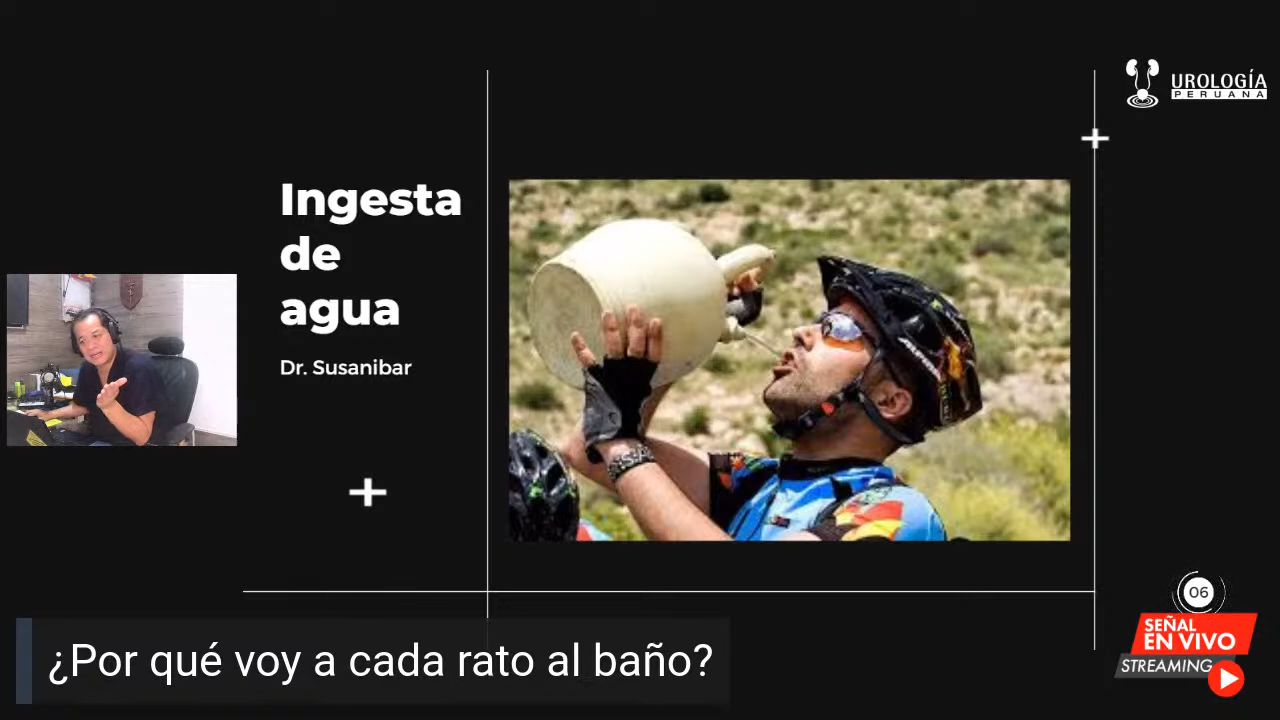 UROLOGÍA
PERUANA
Ingesta
de
agua
Dr. Susanibar
06
SEÑAL
EN VIVO
STREAMING
¿Por qué voy a cada rato al baño?